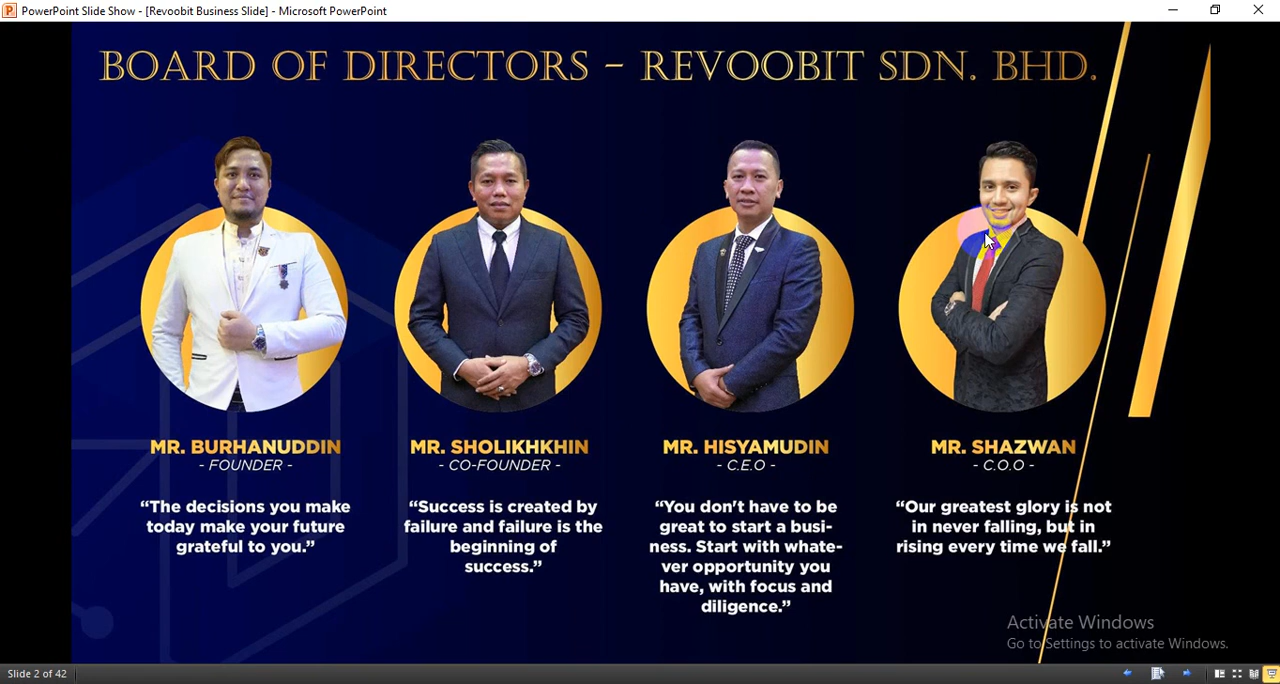 PowerPoint Slide Show - [Revoobit Business Slide] - Microsoft PowerPoint
BOARD OF DIRECTORS – REVOOBIT SDN. BHD.
MR. BURHANUDDIN
- FOUNDER -
“The decisions you make
today make your future
grateful to you.”
MR. SHOLIKHKHIN
- CO-FOUNDER -
“Success is created by
failure and failure is the
beginning of
success.”
MR. HISYAMUDIN
- C.E.O -
“You don't have to be
great to start a busi-
ness. Start with whate-
ver opportunity you
have, with focus and
diligence.”
MR. SHAZWAN
- C.O.O -
“Our greatest glory is not
in never falling, but in
rising every time we fall.”
Activate Windows
Go to Settings to activate Windows.
Slide 2 of 42